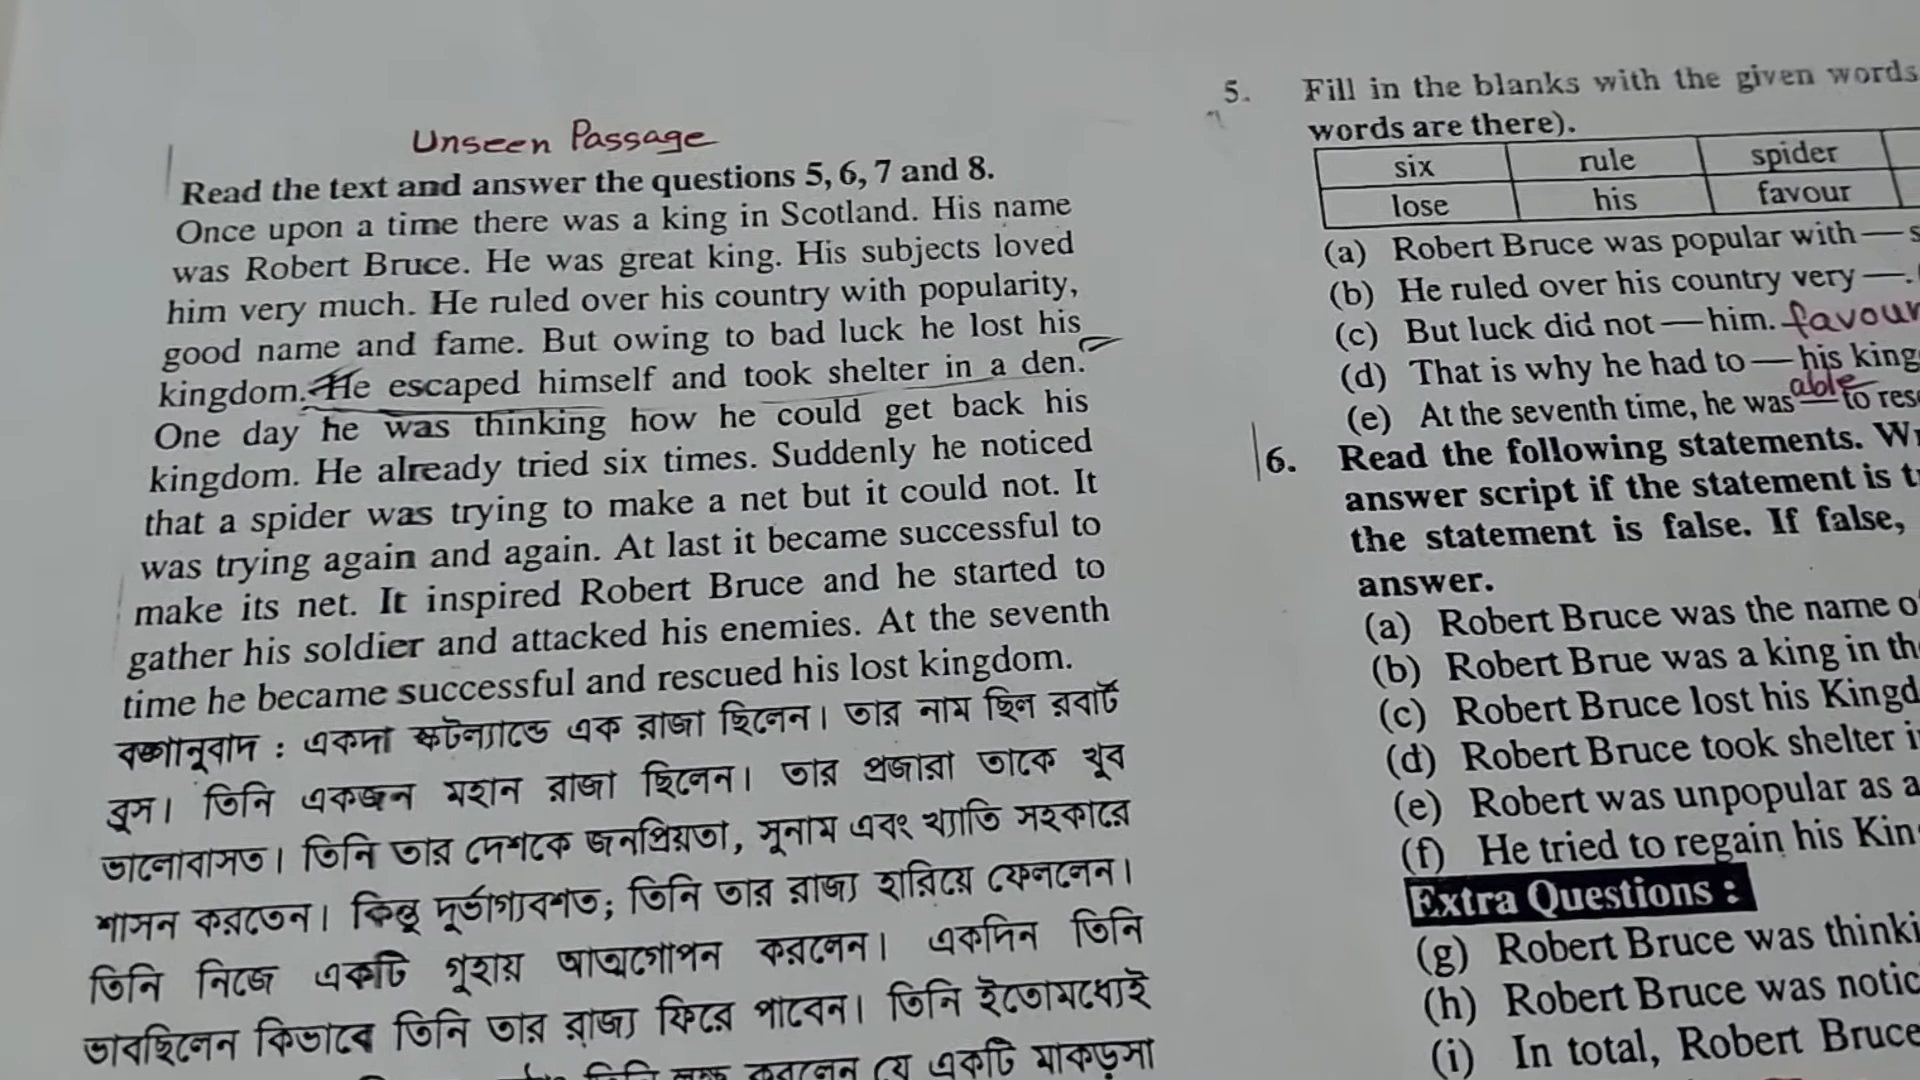 Unseen Passage
Read the text and answer the questions 5, 6, 7 and 8.
Once upon a time there was a king in Scotland. His name
was Robert Bruce. He was great king. His subjects loved
him very much. He ruled over his country with popularity,
good name and fame. But owing to bad luck he lost his
kingdom. He escaped himself and took shelter in a den.
One day he was thinking how he could get back his
kingdom. He already tried six times. Suddenly he noticed
that a spider was trying to make a net but it could not. It
was trying again and again. At last it became successful to
make its net. It inspired Robert Bruce and he started to
gather his soldier and attacked his enemies. At the seventh
time he became successful and rescued his lost kingdom.
বঙ্গানুবাদ : একদা স্কটল্যান্ডে এক রাজা ছিলেন। তার নাম ছিল রবার্ট
ব্রুস। তিনি একজন মহান রাজা ছিলেন। তার প্রজারা তাকে খুব
ভালোবাসত। তিনি তার দেশকে জনপ্রিয়তা, সুনাম এবং খ্যাতি সহকারে
শাসন করতেন। কিন্তু দুর্ভাগ্যবশত; তিনি তার রাজ্য হারিয়ে ফেললেন।
তিনি নিজে একটি গুহায় আত্মগোপন করলেন। একদিন তিনি
ভাবছিলেন কিভাবে তিনি তার রাজ্য ফিরে পাবেন। তিনি ইতোমধ্যেই
তিনি লক্ষ করলেন যে একটি মাকড়সা
5. Fill in the blanks with the given words
words are there).
six rule spider
lose his favour
(a) Robert Bruce was popular with —
(b) He ruled over his country very —.
(c) But luck did not — him. favour
(d) That is why he had to — his king
(e) At the seventh time, he was — able to
6. Read the following statements.
answer script if the statement is
the statement is false. If false,
answer.
(a) Robert Bruce was the name
(b) Robert Brue was a king in
(c) Robert Bruce lost his Kingd
(d) Robert Bruce took shelter
(e) Robert was unpopular as a
(f) He tried to regain his Kin
Extra Questions :
(g) Robert Bruce was thinki
(h) Robert Bruce was notic
(i) In total, Robert Bruce